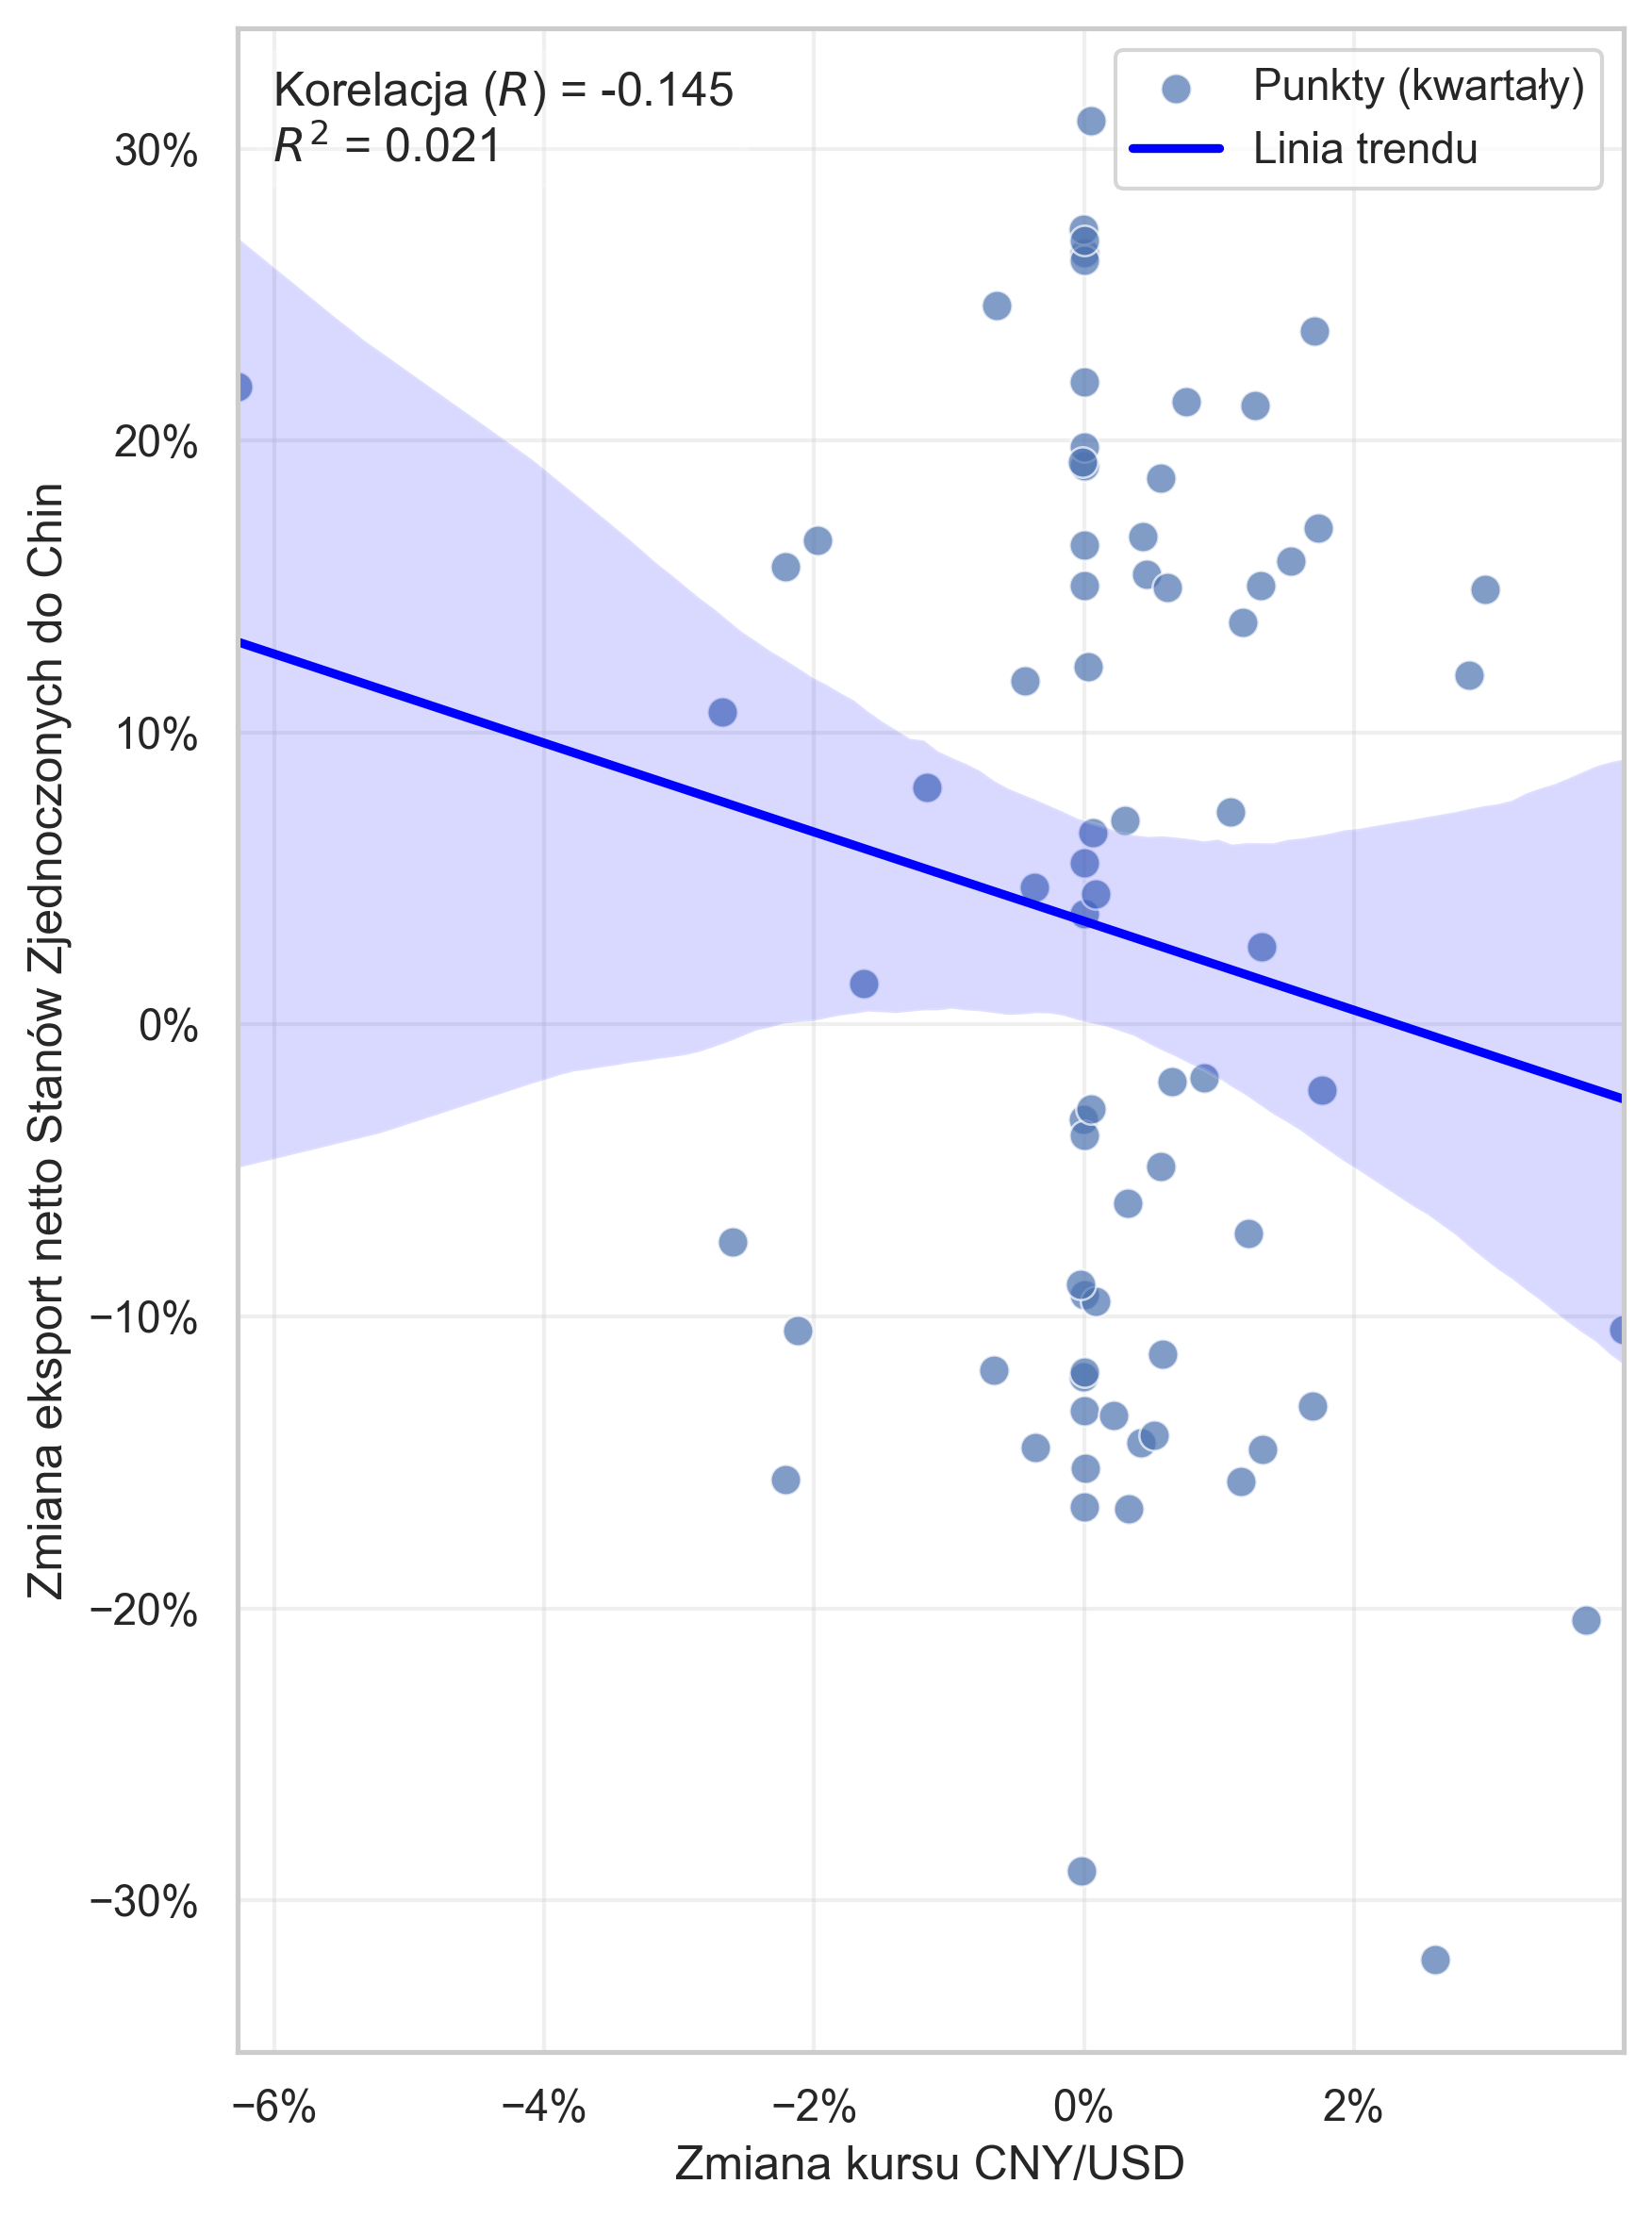 Korelacja (R) = -0.145
R² = 0.021
Punkty (kwartały)
Linia trendu
30%
20%
10%
0%
−10%
−20%
−30%
Zmiana eksport netto Stanów Zjednoczonych do Chin
−6%
−4%
−2%
0%
2%
Zmiana kursu CNY/USD